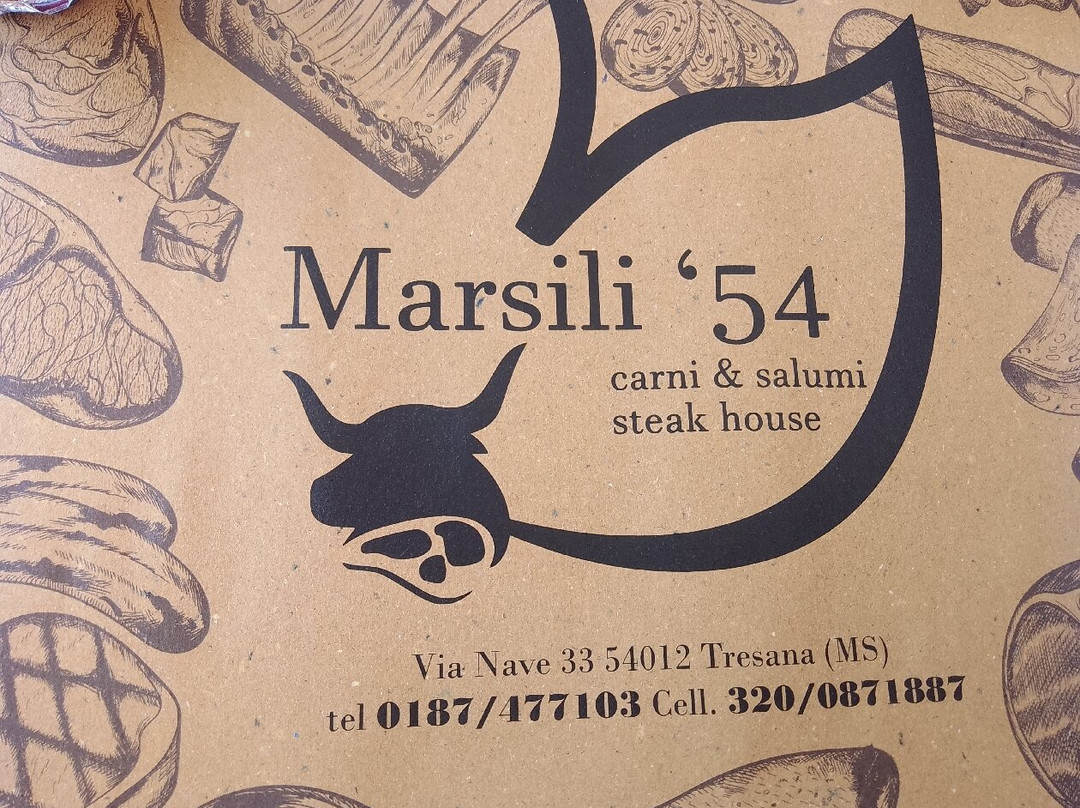 Marsili ‘54
carni & salumi
steak house
Via Nave 33 54012 Tresana (MS)
tel 0187/477103 Cell. 320/0871887